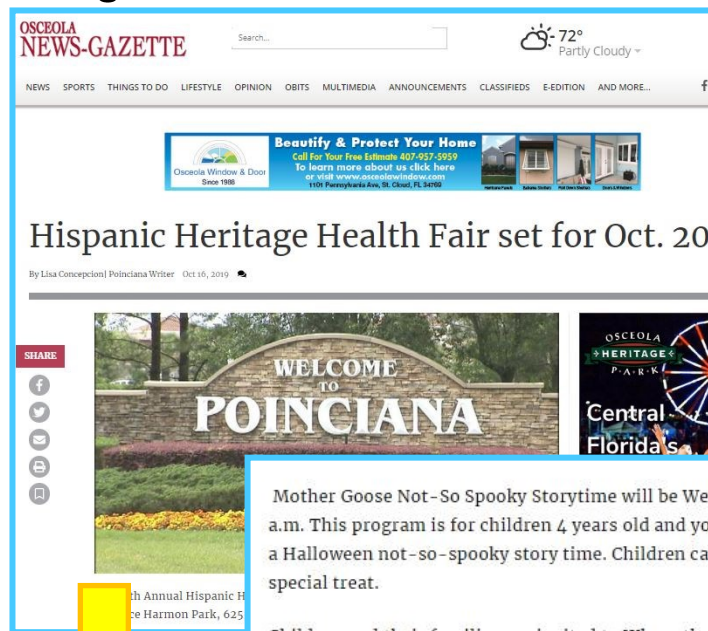 OSCEOLA
NEWS-GAZETTE
Search...
72°
Partly Cloudy
NEWS SPORTS THINGS TO DO LIFESTYLE OPINION OBITS MULTIMEDIA ANNOUNCEMENTS CLASSIFIEDS E-EDITION AND MORE...
Osceola Window & Door
Since 1988
Beautify & Protect Your Home
Call For Your Free Estimate 407-957-5959
To learn more about us click here
or visit www.osceolawindow.com
1101 Pennsylvania Ave, St. Cloud, FL 34769
Hispanic Heritage Health Fair set for Oct. 20
By Lisa Concepcion| Poinciana Writer Oct 16, 2019
SHARE
WELCOME
TO
POINCIANA
OSCEOLA
HERITAGE
PARK
Central
Florida's
Mother Goose Not-So Spooky Storytime will be We
a.m. This program is for children 4 years old and yo
a Halloween not-so-spooky story time. Children ca
special treat.
th Annual Hispanic H
ce Harmon Park, 625